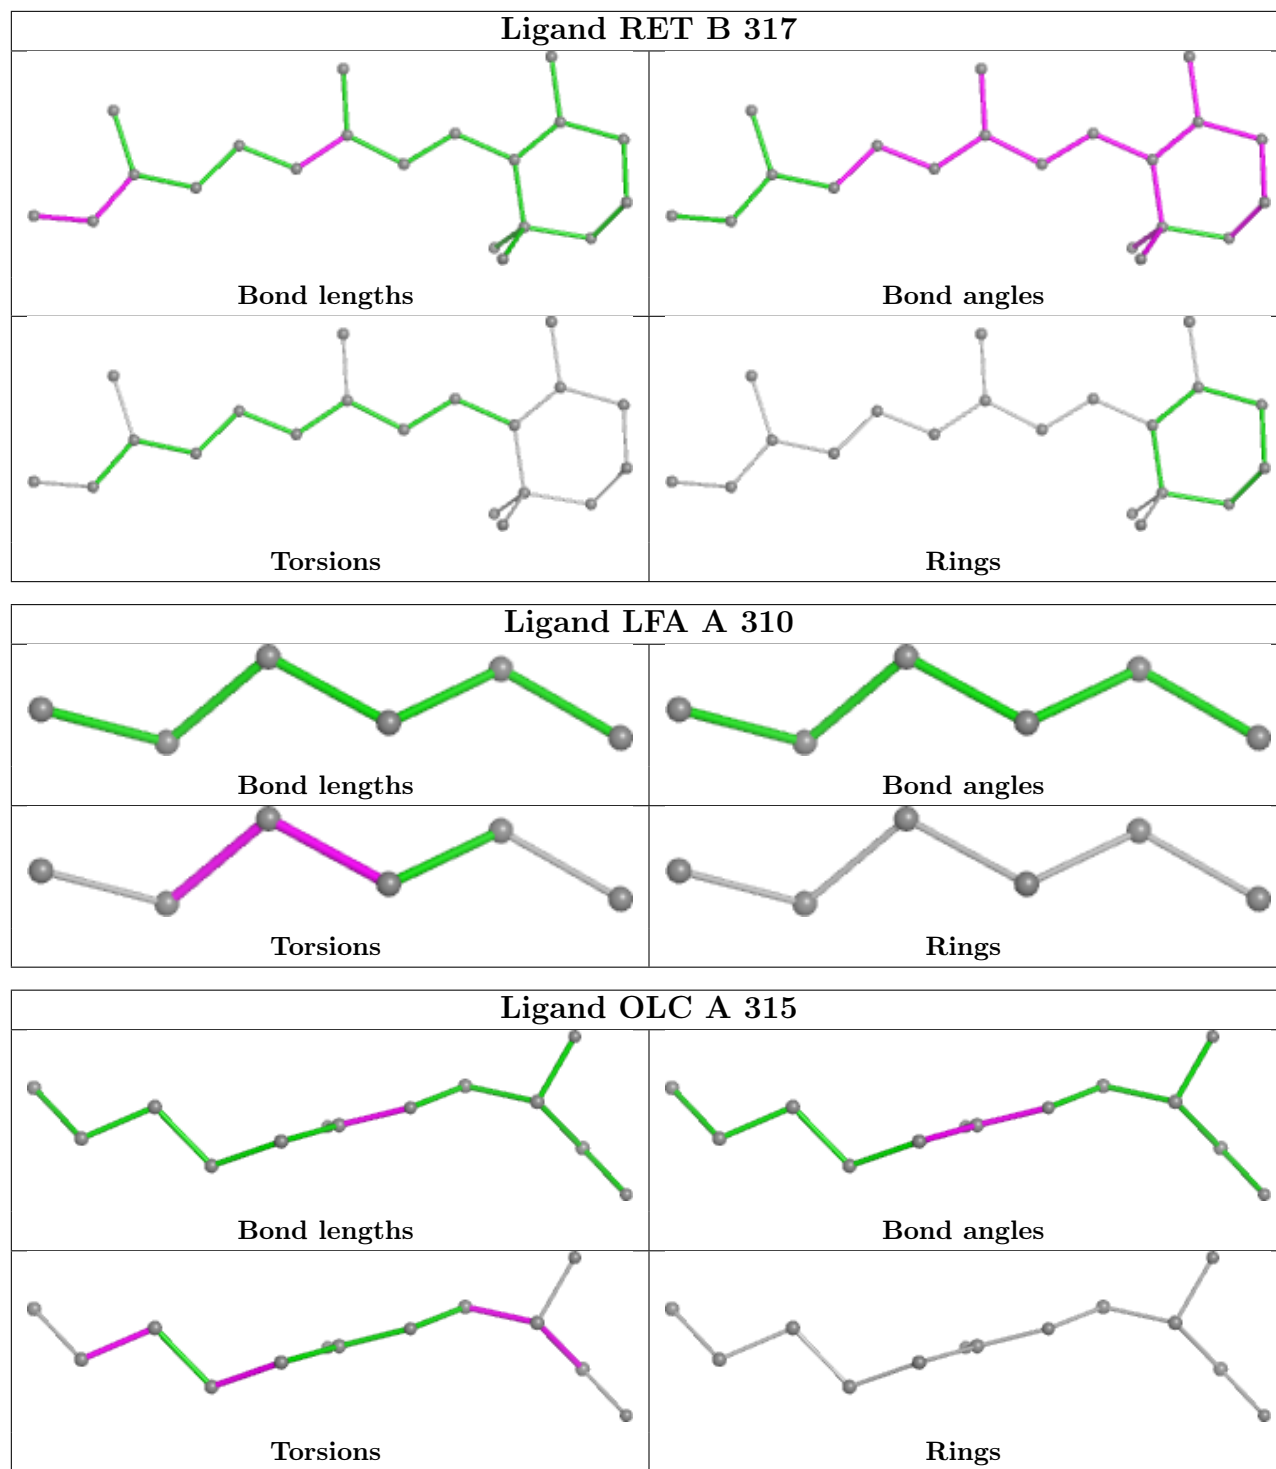 Ligand RET B 317
Bond lengths
Bond angles
Torsions
Rings
Ligand LFA A 310
Bond lengths
Bond angles
Torsions
Rings
Ligand OLC A 315
Bond lengths
Bond angles
Torsions
Rings